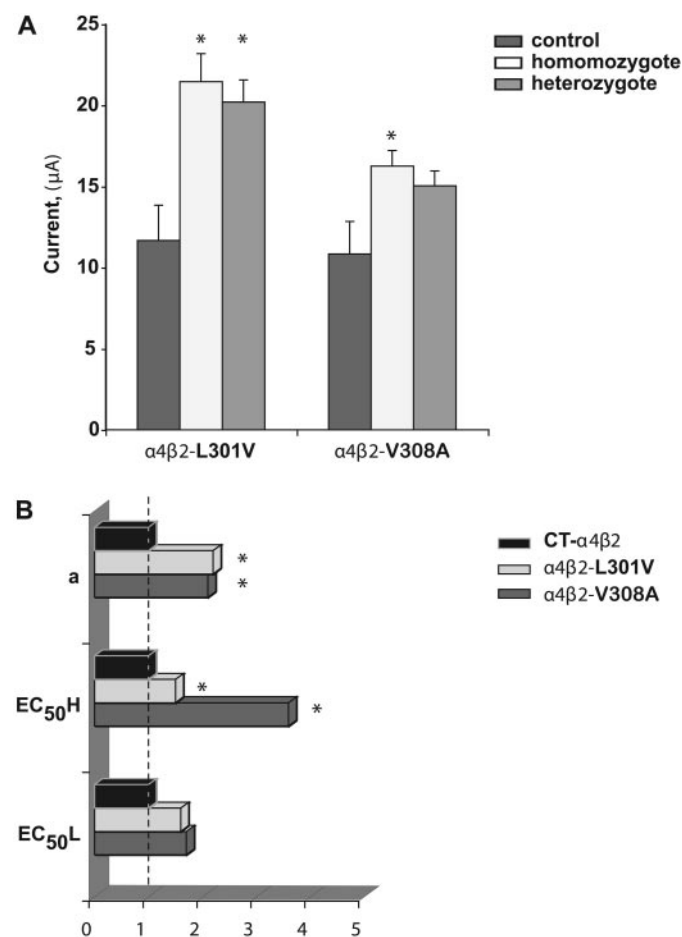 A
Current, (μA)
25
20
15
10
5
0
* * *
control
homomozygote
heterozygote
α4β2-L301V α4β2-V308A
B
a
EC50H
EC50L
*
*
*
*
CT-α4β2
α4β2-L301V
α4β2-V308A
0 1 2 3 4 5